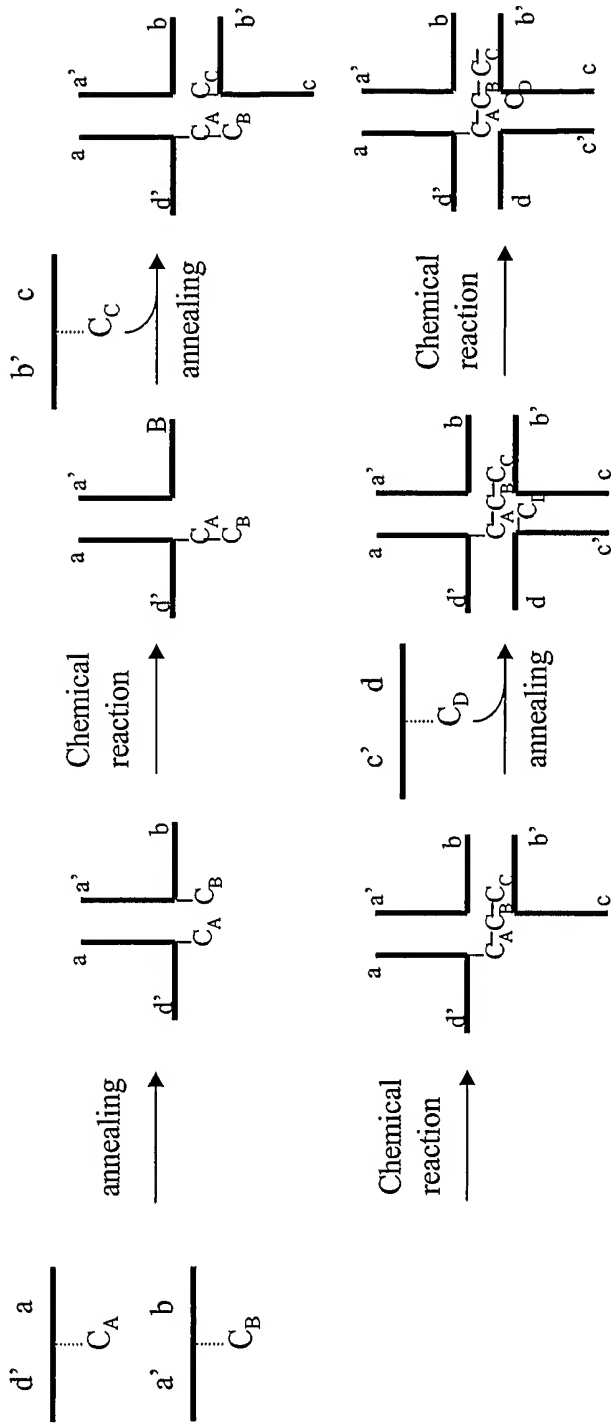 d' a
C_A
a' b
C_B
annealing
a a'
d' b
C_A C_B
Chemical
reaction
a a'
d' B
C_A
C_B
b' c
C_C
annealing
a a'
d' b
C_A C_C b'
C_B
c
Chemical
reaction
a a'
d' b
C_A–C_B–C_C
b'
c
c' d
C_D
annealing
a a'
d' b
C_A–C_B–C_C
d C_D b'
c' c
Chemical
reaction
a a'
d' b
C_A–C_B–C_C–
d C_D b'
c' c